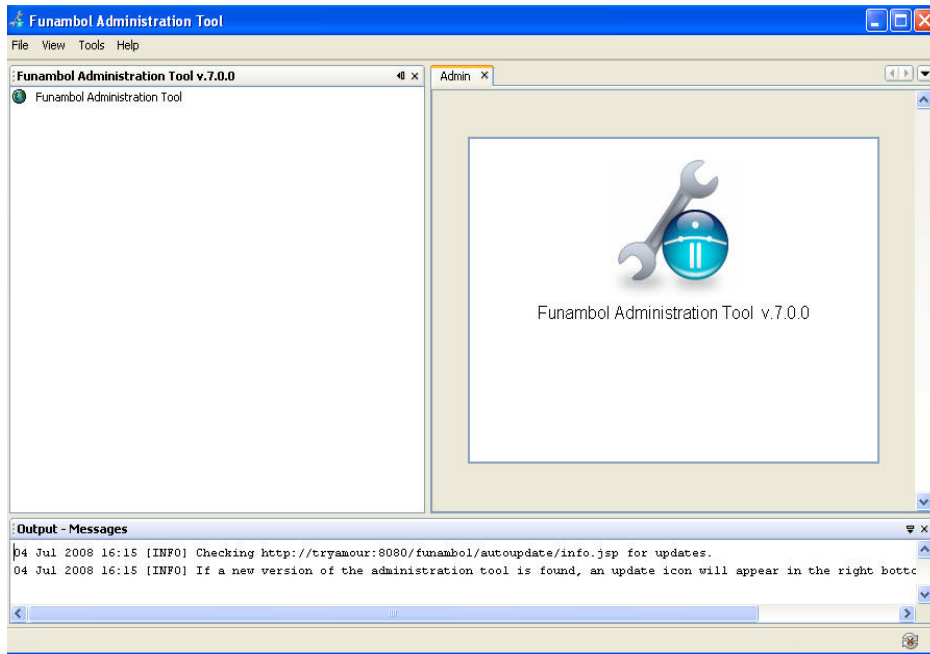 Funambol Administration Tool
File View Tools Help
Funambol Administration Tool v.7.0.0
Funambol Administration Tool
Admin
Funambol Administration Tool v.7.0.0
Output - Messages
04 Jul 2008 16:15 [INFO] Checking http://tryamour:8080/funambol/autoupdate/info.jsp for updates.
04 Jul 2008 16:15 [INFO] If a new version of the administration tool is found, an update icon will appear in the right botto